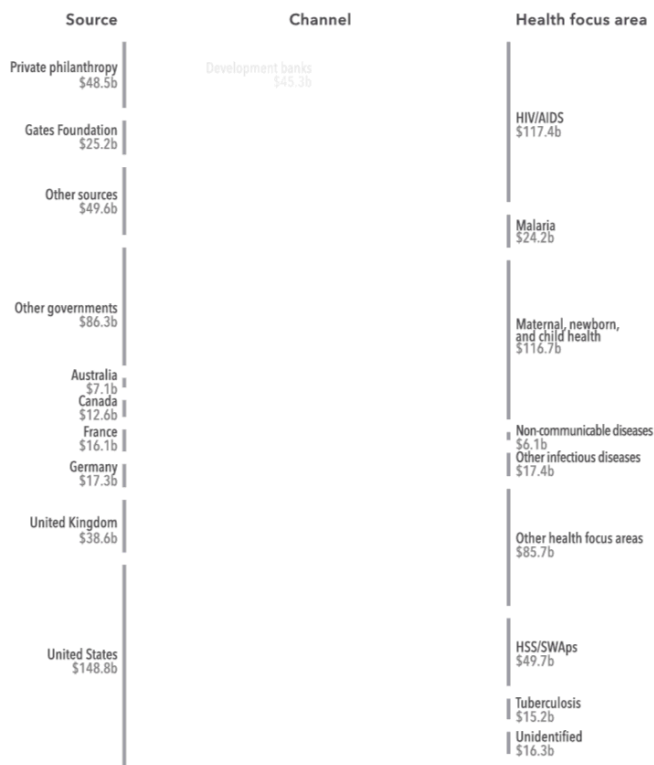 Source
Channel
Health focus area
Private philanthropy
$48.5b
Gates Foundation
$25.2b
Other sources
$49.6b
Other governments
$86.3b
Australia
$7.1b
Canada
$12.6b
France
$16.1b
Germany
$17.3b
United Kingdom
$38.6b
United States
$148.8b
Development banks
$45.3b
HIV/AIDS
$117.4b
Malaria
$24.2b
Maternal, newborn,
and child health
$116.7b
Non-communicable diseases
$6.1b
Other infectious diseases
$17.4b
Other health focus areas
$85.7b
HSS/SWAps
$49.7b
Tuberculosis
$15.2b
Unidentified
$16.3b